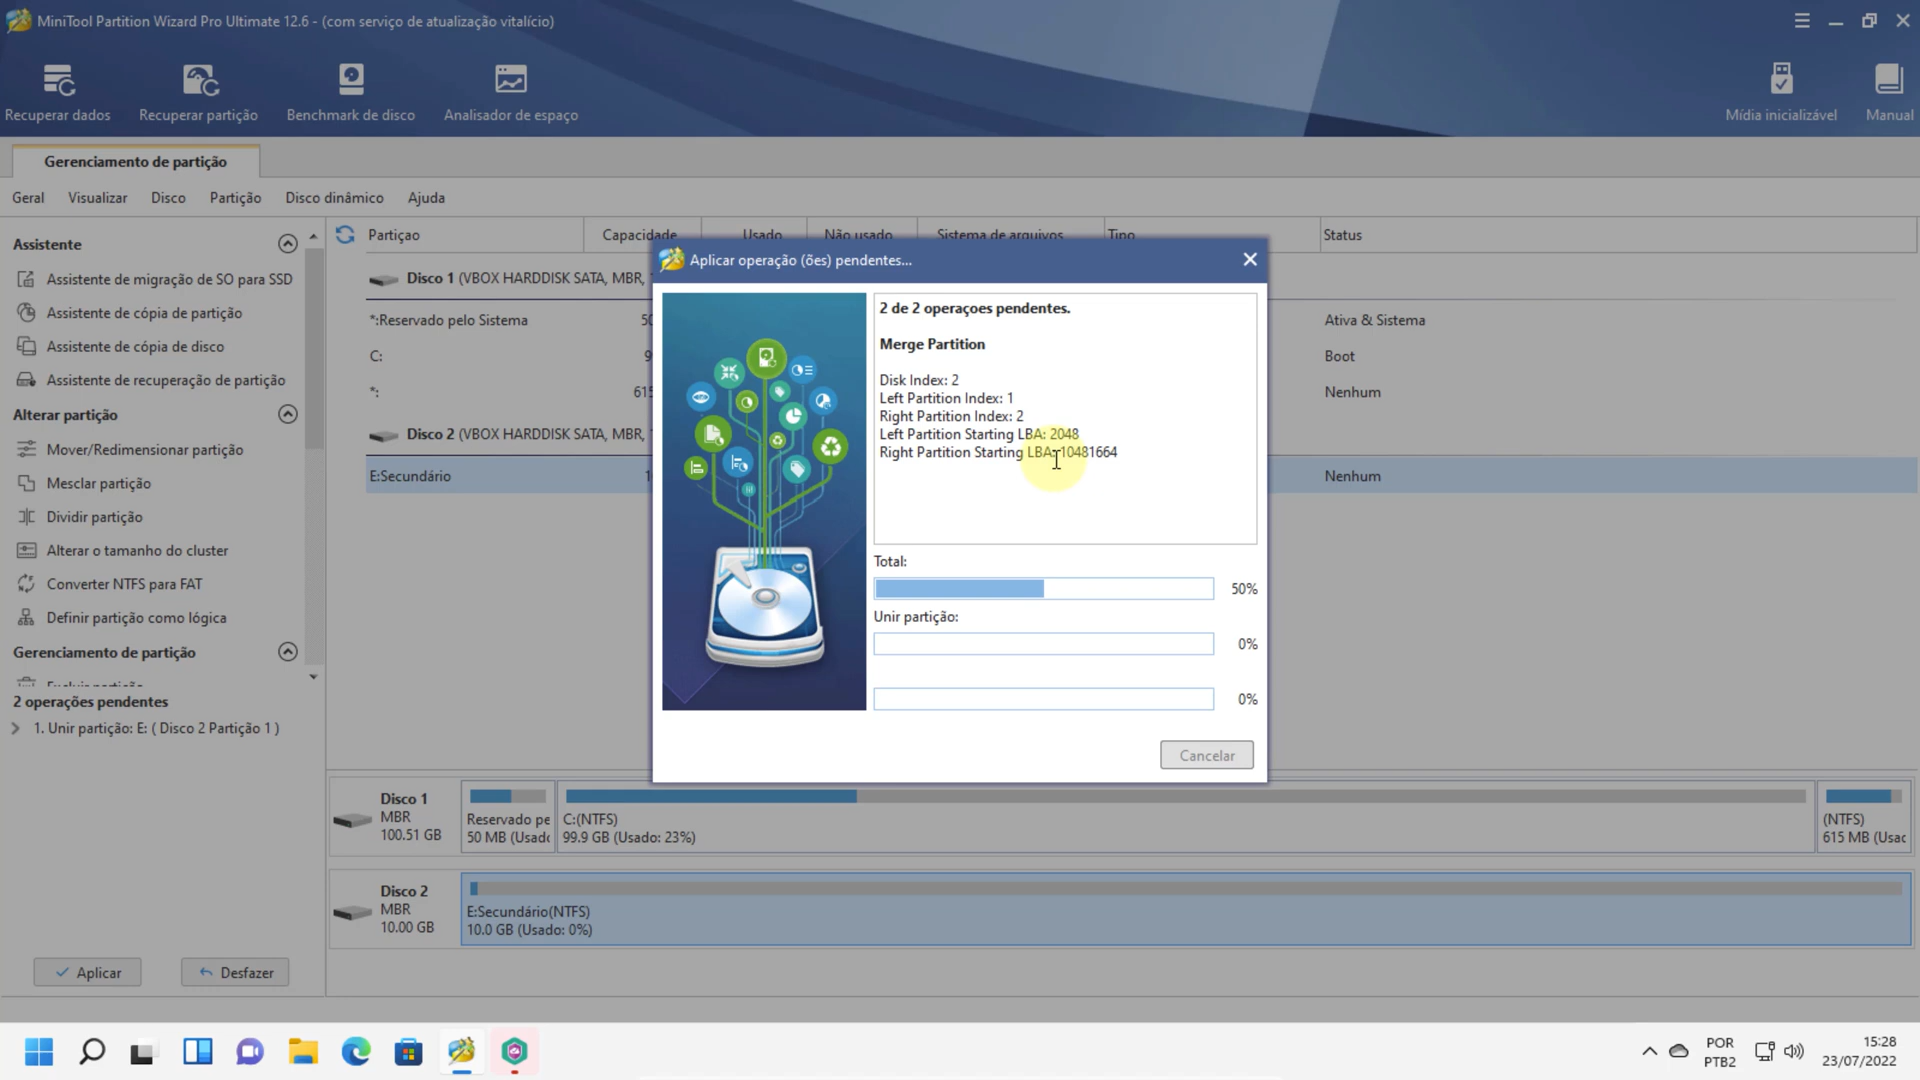 MiniTool Partition Wizard Pro Ultimate 12.6 - (com serviço de atualização vitalício)
Recuperar dados
Recuperar partição
Benchmark de disco
Analisador de espaço
Mídia inicializável
Manual
Gerenciamento de partição
Geral Visualizar Disco Partição Disco dinâmico Ajuda
Assistente
Assistente de migração de SO para SSD
Assistente de cópia de partição
Assistente de cópia de disco
Assistente de recuperação de partição
Alterar partição
Mover/Redimensionar partição
Mesclar partição
Dividir partição
Alterar o tamanho do cluster
Converter NTFS para FAT
Definir partição como lógica
Gerenciamento de partição
2 operações pendentes
1. Unir partição: E: ( Disco 2 Partição 1 )
Aplicar
Desfazer
Partiçao Capacidade Usado Não usado Sistema de arquivos Tipo Status
Disco 1 (VBOX HARDDISK SATA, MBR,
*:Reservado pelo Sistema Ativa & Sistema
C: Boot
*: 615 Nenhum
Disco 2 (VBOX HARDDISK SATA, MBR,
E:Secundário Nenhum
Aplicar operação (ões) pendentes...
2 de 2 operaçoes pendentes.
Merge Partition
Disk Index: 2
Left Partition Index: 1
Right Partition Index: 2
Left Partition Starting LBA: 2048
Right Partition Starting LBA: 10481664
Total:
50%
Unir partição:
0%
0%
Cancelar
Disco 1
MBR
100.51 GB
Reservado pe
50 MB (Usado
C:(NTFS)
99.9 GB (Usado: 23%)
(NTFS)
615 MB (Usac
Disco 2
MBR
10.00 GB
E:Secundário(NTFS)
10.0 GB (Usado: 0%)
POR
PTB2
15:28
23/07/2022